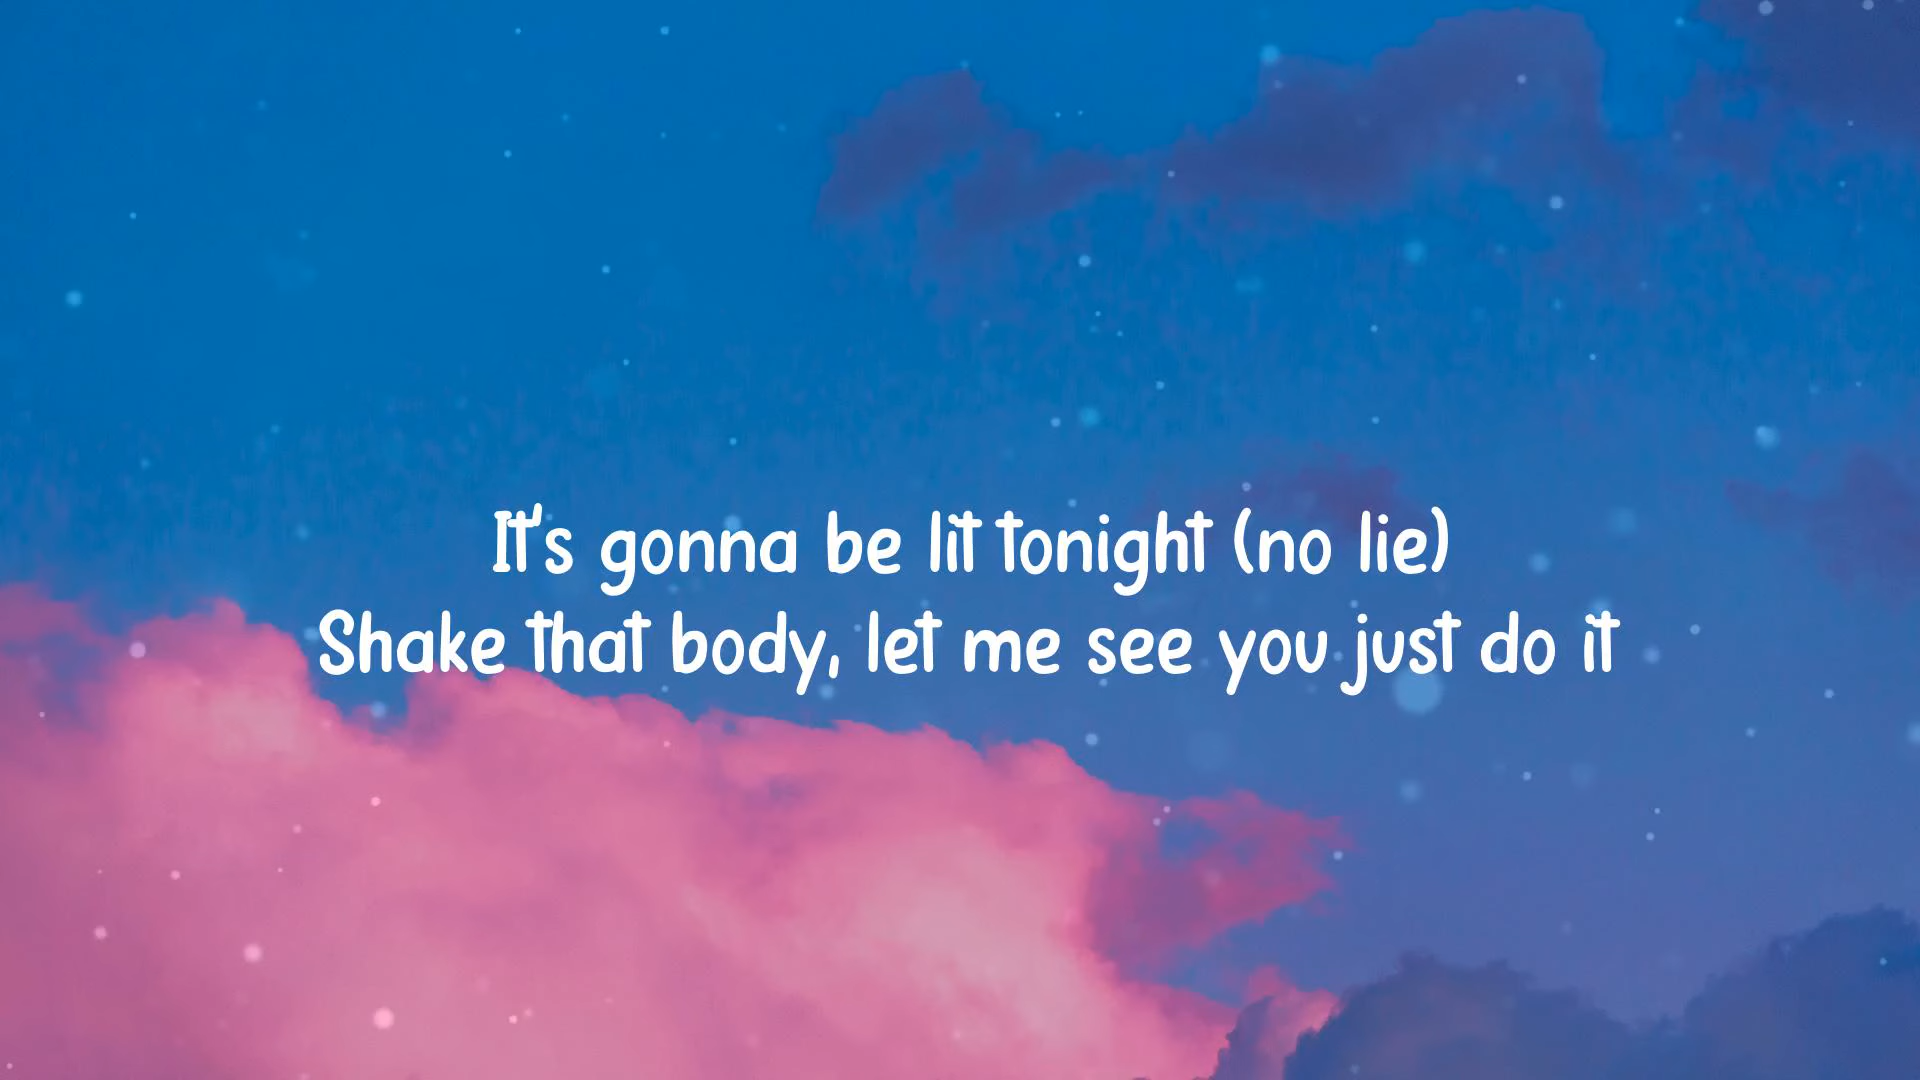 It's gonna be lit tonight (no lie)
Shake that body, let me see you just do it